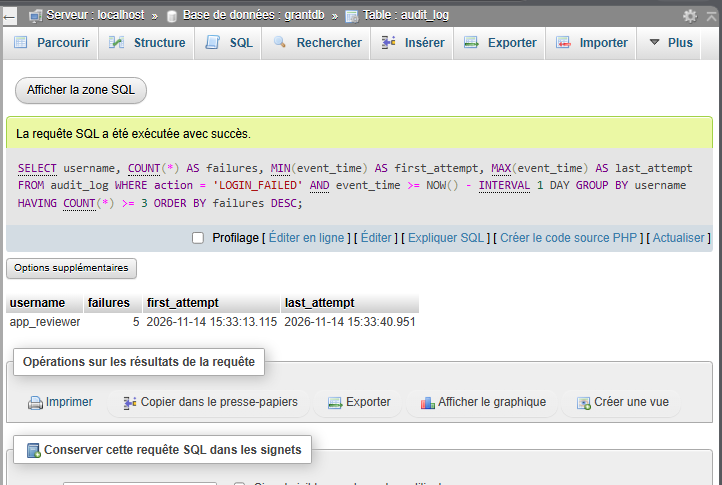 Serveur : localhost » Base de données : grantdb » Table : audit_log
Parcourir Structure SQL Rechercher Insérer Exporter Importer Plus
Afficher la zone SQL
La requête SQL a été exécutée avec succès.
SELECT username, COUNT(*) AS failures, MIN(event_time) AS first_attempt, MAX(event_time) AS last_attempt
FROM audit_log WHERE action = 'LOGIN_FAILED' AND event_time >= NOW() - INTERVAL 1 DAY GROUP BY username
HAVING COUNT(*) >= 3 ORDER BY failures DESC;
Profilage [ Éditer en ligne ] [ Éditer ] [ Expliquer SQL ] [ Créer le code source PHP ] [ Actualiser ]
Options supplémentaires
username failures first_attempt last_attempt
app_reviewer 5 2026-11-14 15:33:13.115 2026-11-14 15:33:40.951
Opérations sur les résultats de la requête
Imprimer Copier dans le presse-papiers Exporter Afficher le graphique Créer une vue
Conserver cette requête SQL dans les signets